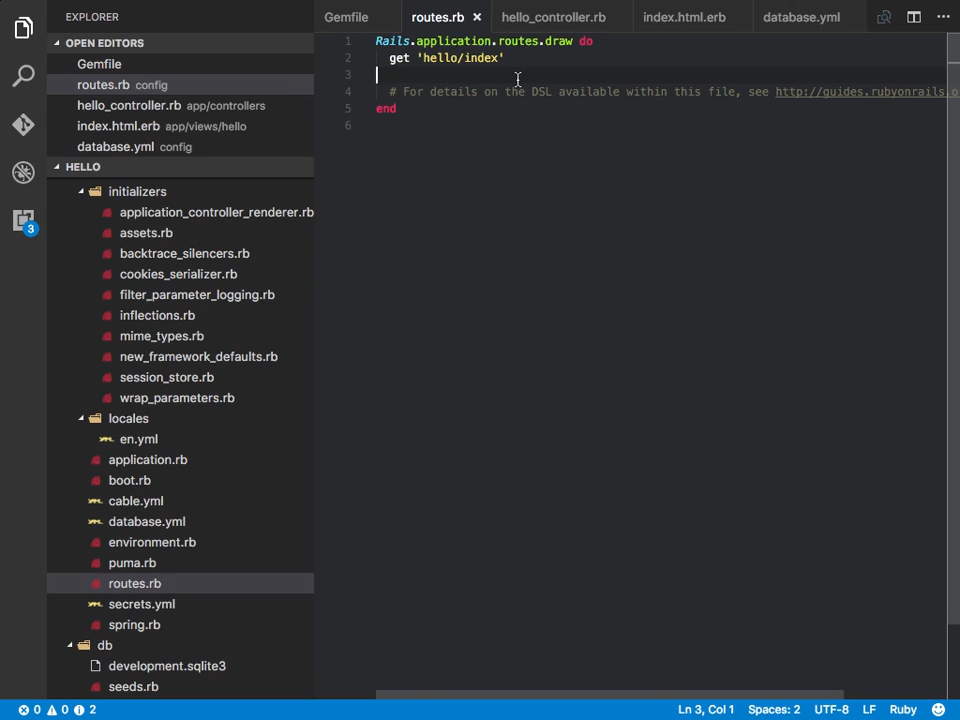 EXPLORER
OPEN EDITORS
Gemfile
routes.rb config
hello_controller.rb app/controllers
index.html.erb app/views/hello
database.yml config
HELLO
initializers
application_controller_renderer.rb
assets.rb
backtrace_silencers.rb
cookies_serializer.rb
filter_parameter_logging.rb
inflections.rb
mime_types.rb
new_framework_defaults.rb
session_store.rb
wrap_parameters.rb
locales
en.yml
application.rb
boot.rb
cable.yml
database.yml
environment.rb
puma.rb
routes.rb
secrets.yml
spring.rb
db
development.sqlite3
seeds.rb
3
Gemfile routes.rb hello_controller.rb index.html.erb database.yml
1 Rails.application.routes.draw do
2 get 'hello/index'
3
4 # For details on the DSL available within this file, see http://guides.rubyonrails.o
5 end
6
0 0 2 Ln 3, Col 1 Spaces: 2 UTF-8 LF Ruby